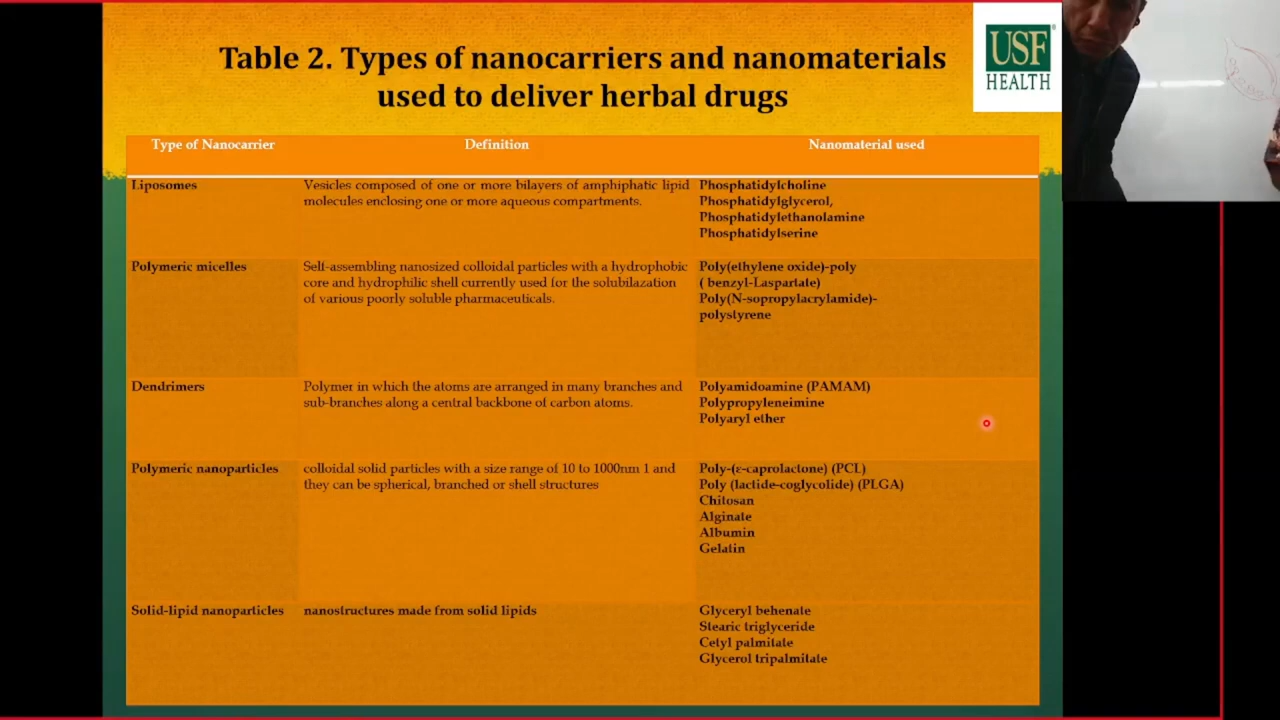 Table 2. Types of nanocarriers and nanomaterials
used to deliver herbal drugs
USF
HEALTH
Type of Nanocarrier Definition Nanomaterial used
Liposomes
Vesicles composed of one or more bilayers of amphiphatic lipid
molecules enclosing one or more aqueous compartments.
Phosphatidylcholine
Phosphatidylglycerol,
Phosphatidylethanolamine
Phosphatidylserine
Polymeric micelles
Self-assembling nanosized colloidal particles with a hydrophobic
core and hydrophilic shell currently used for the solubilazation
of various poorly soluble pharmaceuticals.
Poly(ethylene oxide)-poly
( benzyl-Laspartate)
Poly(N-sopropylacrylamide)-
polystyrene
Dendrimers
Polymer in which the atoms are arranged in many branches and
sub-branches along a central backbone of carbon atoms.
Polyamidoamine (PAMAM)
Polypropyleneimine
Polyaryl ether
Polymeric nanoparticles
colloidal solid particles with a size range of 10 to 1000nm 1 and
they can be spherical, branched or shell structures
Poly-(ε-caprolactone) (PCL)
Poly (lactide-coglycolide) (PLGA)
Chitosan
Alginate
Albumin
Gelatin
Solid-lipid nanoparticles
nanostructures made from solid lipids
Glyceryl behenate
Stearic triglyceride
Cetyl palmitate
Glycerol tripalmitate